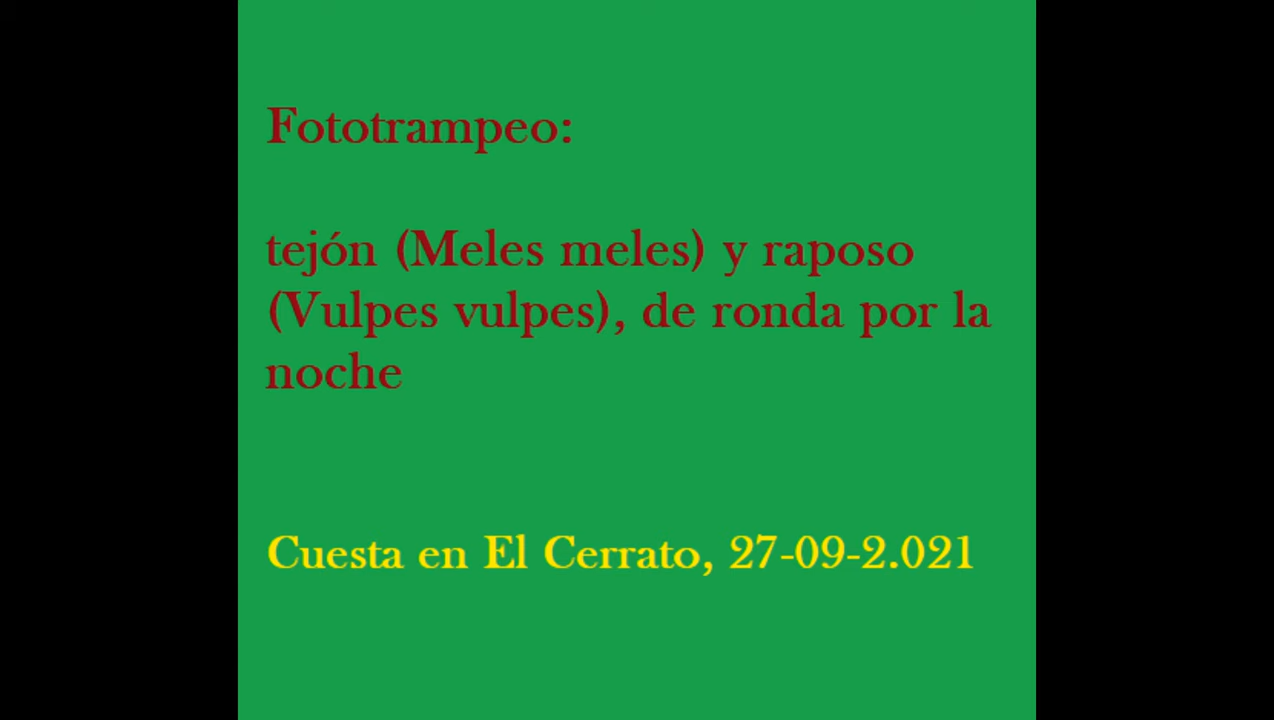 Fototrampeo:
tejón (Meles meles) y raposo
(Vulpes vulpes), de ronda por la
noche
Cuesta en El Cerrato, 27-09-2.021